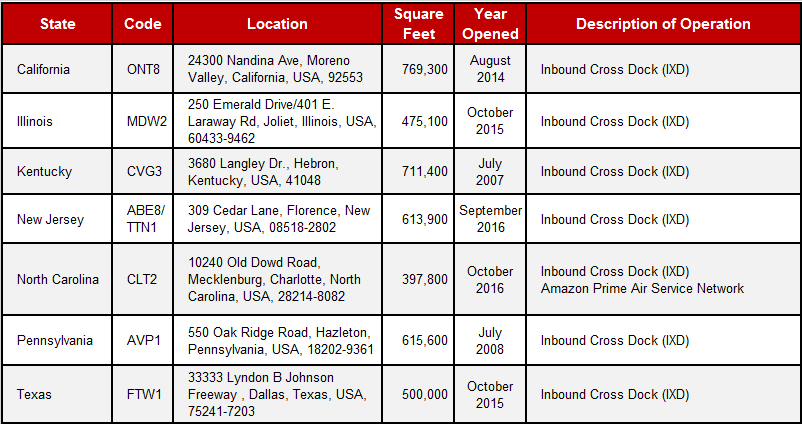 State Code Location Square Feet Year Opened Description of Operation
California ONT8 24300 Nandina Ave, Moreno Valley, California, USA, 92553 769,300 August 2014 Inbound Cross Dock (IXD)
Illinois MDW2 250 Emerald Drive/401 E. Laraway Rd, Joliet, Illinois, USA, 60433-9462 475,100 October 2015 Inbound Cross Dock (IXD)
Kentucky CVG3 3680 Langley Dr., Hebron, Kentucky, USA, 41048 711,400 July 2007 Inbound Cross Dock (IXD)
New Jersey ABE8/ TTN1 309 Cedar Lane, Florence, New Jersey, USA, 08518-2802 613,900 September 2016 Inbound Cross Dock (IXD)
North Carolina CLT2 10240 Old Dowd Road, Mecklenburg, Charlotte, North Carolina, USA, 28214-8082 397,800 October 2016 Inbound Cross Dock (IXD) Amazon Prime Air Service Network
Pennsylvania AVP1 550 Oak Ridge Road, Hazleton, Pennsylvania, USA, 18202-9361 615,600 July 2008 Inbound Cross Dock (IXD)
Texas FTW1 33333 Lyndon B Johnson Freeway , Dallas, Texas, USA, 75241-7203 500,000 October 2015 Inbound Cross Dock (IXD)